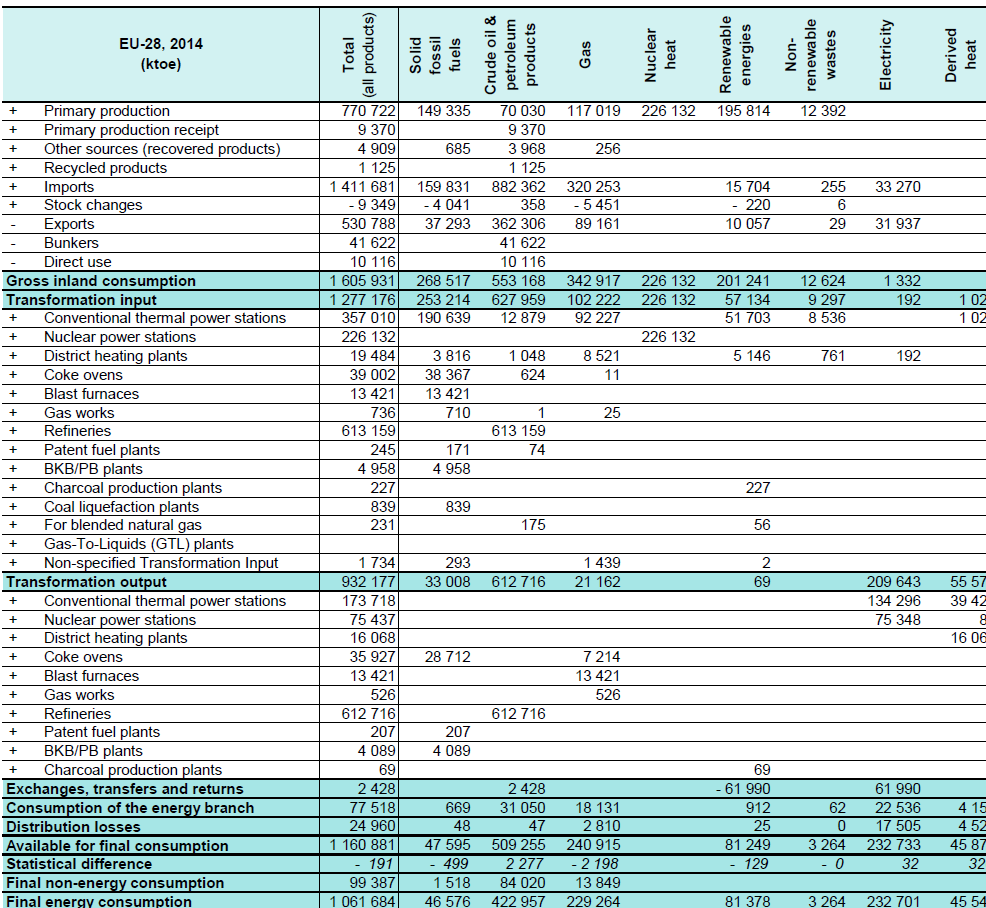 EU-28, 2014 (ktoe) Total (all products) Solid fossil fuels Crude oil & petroleum products Gas Nuclear heat Renewable energies Non-renewable wastes Electricity Derived heat
+ Primary production 770 722 149 335 70 030 117 019 226 132 195 814 12 392
+ Primary production receipt 9 370 9 370
+ Other sources (recovered products) 4 909 685 3 968 256
+ Recycled products 1 125 1 125
+ Imports 1 411 681 159 831 882 362 320 253 15 704 255 33 270
+ Stock changes - 9 349 - 4 041 358 - 5 451 - 220 6
- Exports 530 788 37 293 362 306 89 161 10 057 29 31 937
- Bunkers 41 622 41 622
- Direct use 10 116 10 116
Gross inland consumption 1 605 931 268 517 553 168 342 917 226 132 201 241 12 624 1 332
Transformation input 1 277 176 253 214 627 959 102 222 226 132 57 134 9 297 192 1 02
+ Conventional thermal power stations 357 010 190 639 12 879 92 227 51 703 8 536 1 02
+ Nuclear power stations 226 132 226 132
+ District heating plants 19 484 3 816 1 048 8 521 5 146 761 192
+ Coke ovens 39 002 38 367 624 11
+ Blast furnaces 13 421 13 421
+ Gas works 736 710 1 25
+ Refineries 613 159 613 159
+ Patent fuel plants 245 171 74
+ BKB/PB plants 4 958 4 958
+ Charcoal production plants 227 227
+ Coal liquefaction plants 839 839
+ For blended natural gas 231 175 56
+ Gas-To-Liquids (GTL) plants
+ Non-specified Transformation Input 1 734 293 1 439 2
Transformation output 932 177 33 008 612 716 21 162 69 209 643 55 57
+ Conventional thermal power stations 173 718 134 296 39 42
+ Nuclear power stations 75 437 75 348 8
+ District heating plants 16 068 16 06
+ Coke ovens 35 927 28 712 7 214
+ Blast furnaces 13 421 13 421
+ Gas works 526 526
+ Refineries 612 716 612 716
+ Patent fuel plants 207 207
+ BKB/PB plants 4 089 4 089
+ Charcoal production plants 69 69
Exchanges, transfers and returns 2 428 2 428 - 61 990 61 990
Consumption of the energy branch 77 518 669 31 050 18 131 912 62 22 536 4 15
Distribution losses 24 960 48 47 2 810 25 0 17 505 4 52
Available for final consumption 1 160 881 47 595 509 255 240 915 81 249 3 264 232 733 45 87
Statistical difference - 191 - 499 2 277 - 2 198 - 129 - 0 32 32
Final non-energy consumption 99 387 1 518 84 020 13 849
Final energy consumption 1 061 684 46 576 422 957 229 264 81 378 3 264 232 701 45 54